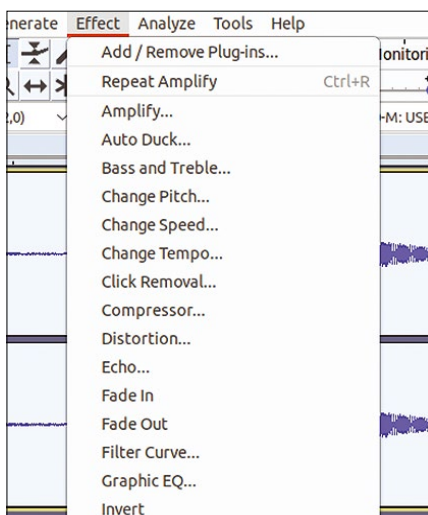 enerate Effect Analyze Tools Help
Add / Remove Plug-ins...
onitori
Repeat Amplify Ctrl+R
Amplify...
,0) -M: USB
Auto Duck...
Bass and Treble...
Change Pitch...
Change Speed...
Change Tempo...
Click Removal...
Compressor...
Distortion...
Echo...
Fade In
Fade Out
Filter Curve...
Graphic EQ...
Invert